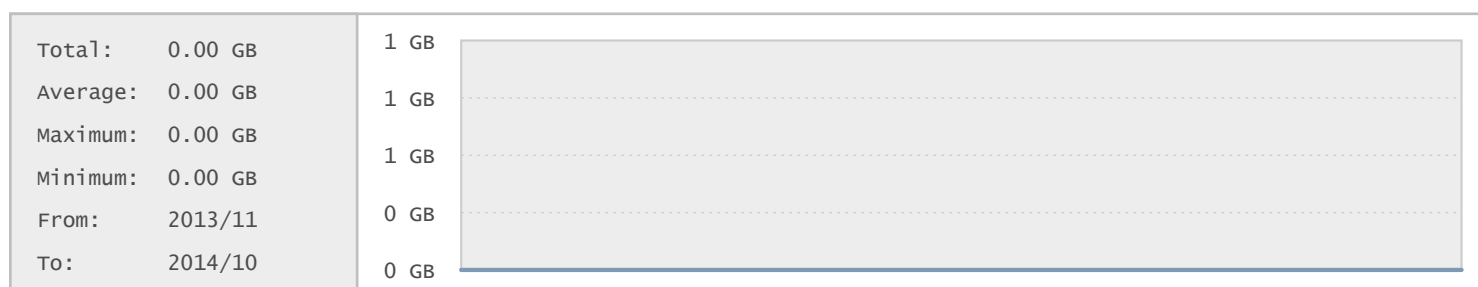 Total: 0.00 GB
Average: 0.00 GB
Maximum: 0.00 GB
Minimum: 0.00 GB
From: 2013/11
To: 2014/10
1 GB
1 GB
1 GB
0 GB
0 GB